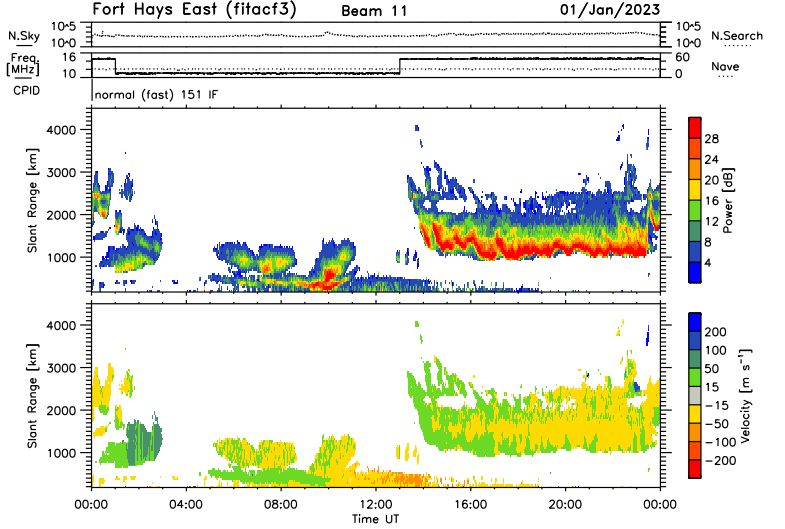 Fort Hays East (fitacf3) Beam 11 01/Jan/2023
N.Sky 10^5 10^0 10^5 10^0 N.Search
Freq. [MHz] 16 10 60 0 Nave
CPID normal (fast) 151 IF
Slant Range [km] 4000 3000 2000 1000
Power [dB] 28 24 20 16 12 8 4
Slant Range [km] 4000 3000 2000 1000
Velocity [m s⁻¹] 200 100 50 15 -15 -50 -100 -200
00:00 04:00 08:00 12:00 16:00 20:00 00:00
Time UT